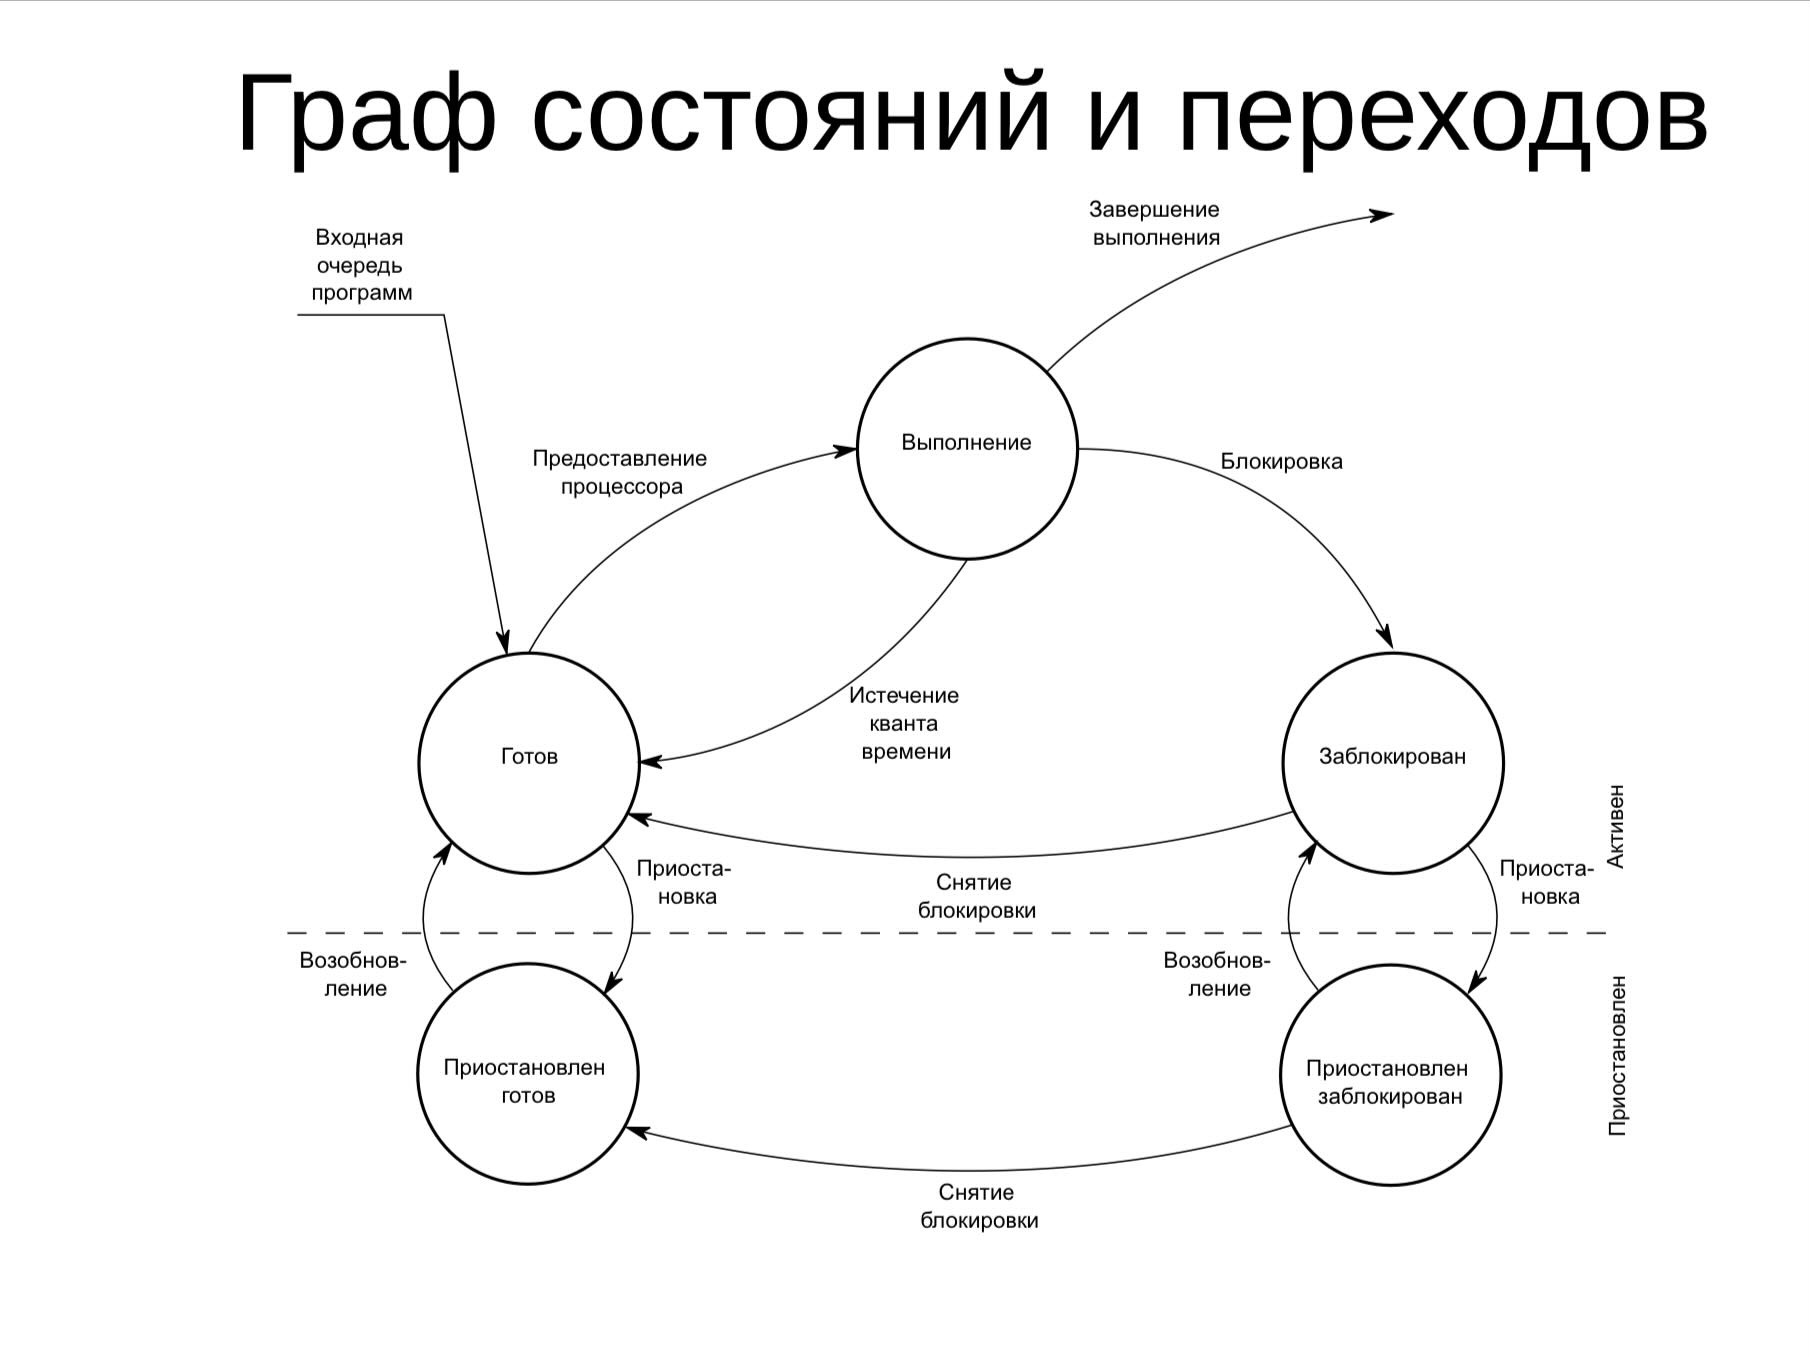 Граф состояний и переходов
Завершение
выполнения
Входная
очередь
программ
Выполнение
Предоставление
процессора
Блокировка
Истечение
кванта
времени
Готов
Заблокирован
Активен
Приоста-
новка
Снятие
блокировки
Приоста-
новка
Возобнов-
ление
Возобнов-
ление
Приостановлен
Приостановлен
готов
Приостановлен
заблокирован
Снятие
блокировки